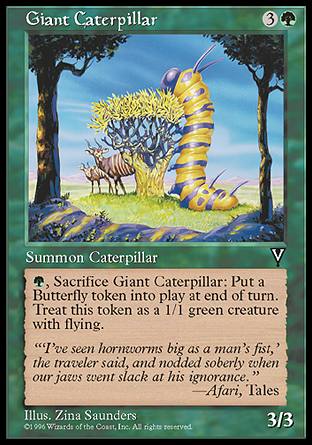 Giant Caterpillar 3
Summon Caterpillar
, Sacrifice Giant Caterpillar: Put a
Butterfly token into play at end of turn.
Treat this token as a 1/1 green creature
with flying.
“‘I've seen hornworms big as a man's fist,'
the traveler said, and nodded soberly when
our jaws went slack at his ignorance.”
—Afari, Tales
Illus. Zina Saunders
©1996 Wizards of the Coast, Inc. All rights reserved.
3/3